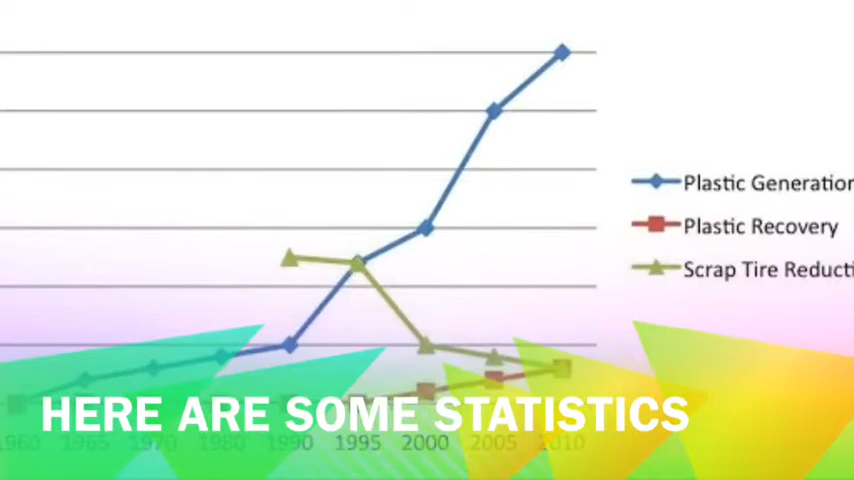 Plastic Generation
Plastic Recovery
Scrap Tire Reducti
HERE ARE SOME STATISTICS
1960 1965 1970 1980 1990 1995 2000 2005 2010